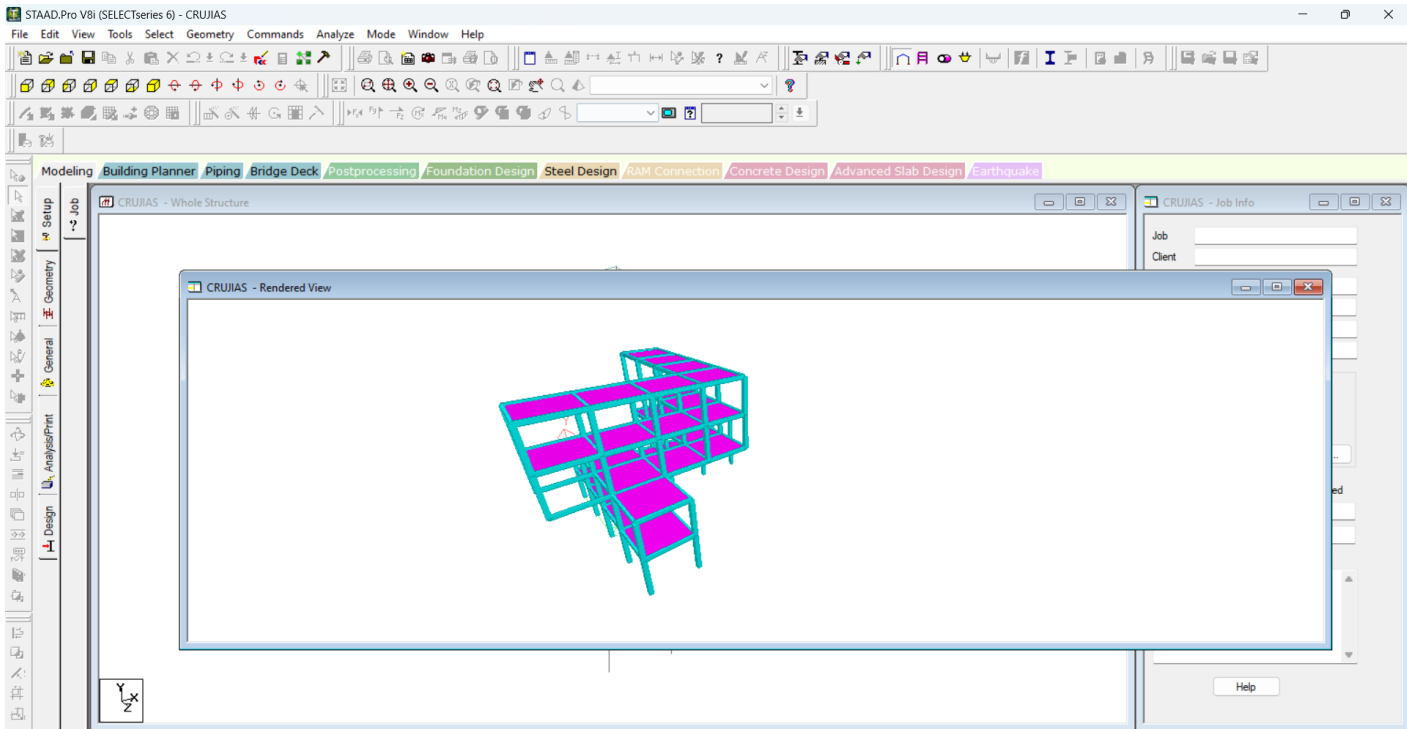 STAAD.Pro V8i (SELECTseries 6) - CRUJIAS
File Edit View Tools Select Geometry Commands Analyze Mode Window Help
Modeling Building Planner Piping Bridge Deck Postprocessing Foundation Design Steel Design RAM Connection Concrete Design Advanced Slab Design Earthquake
Setup
Geometry
General
Analysis/Print
Design
Job
CRUJIAS - Whole Structure
CRUJIAS - Job Info
Job
Client
CRUJIAS - Rendered View
ed
Y
X
Z
Help